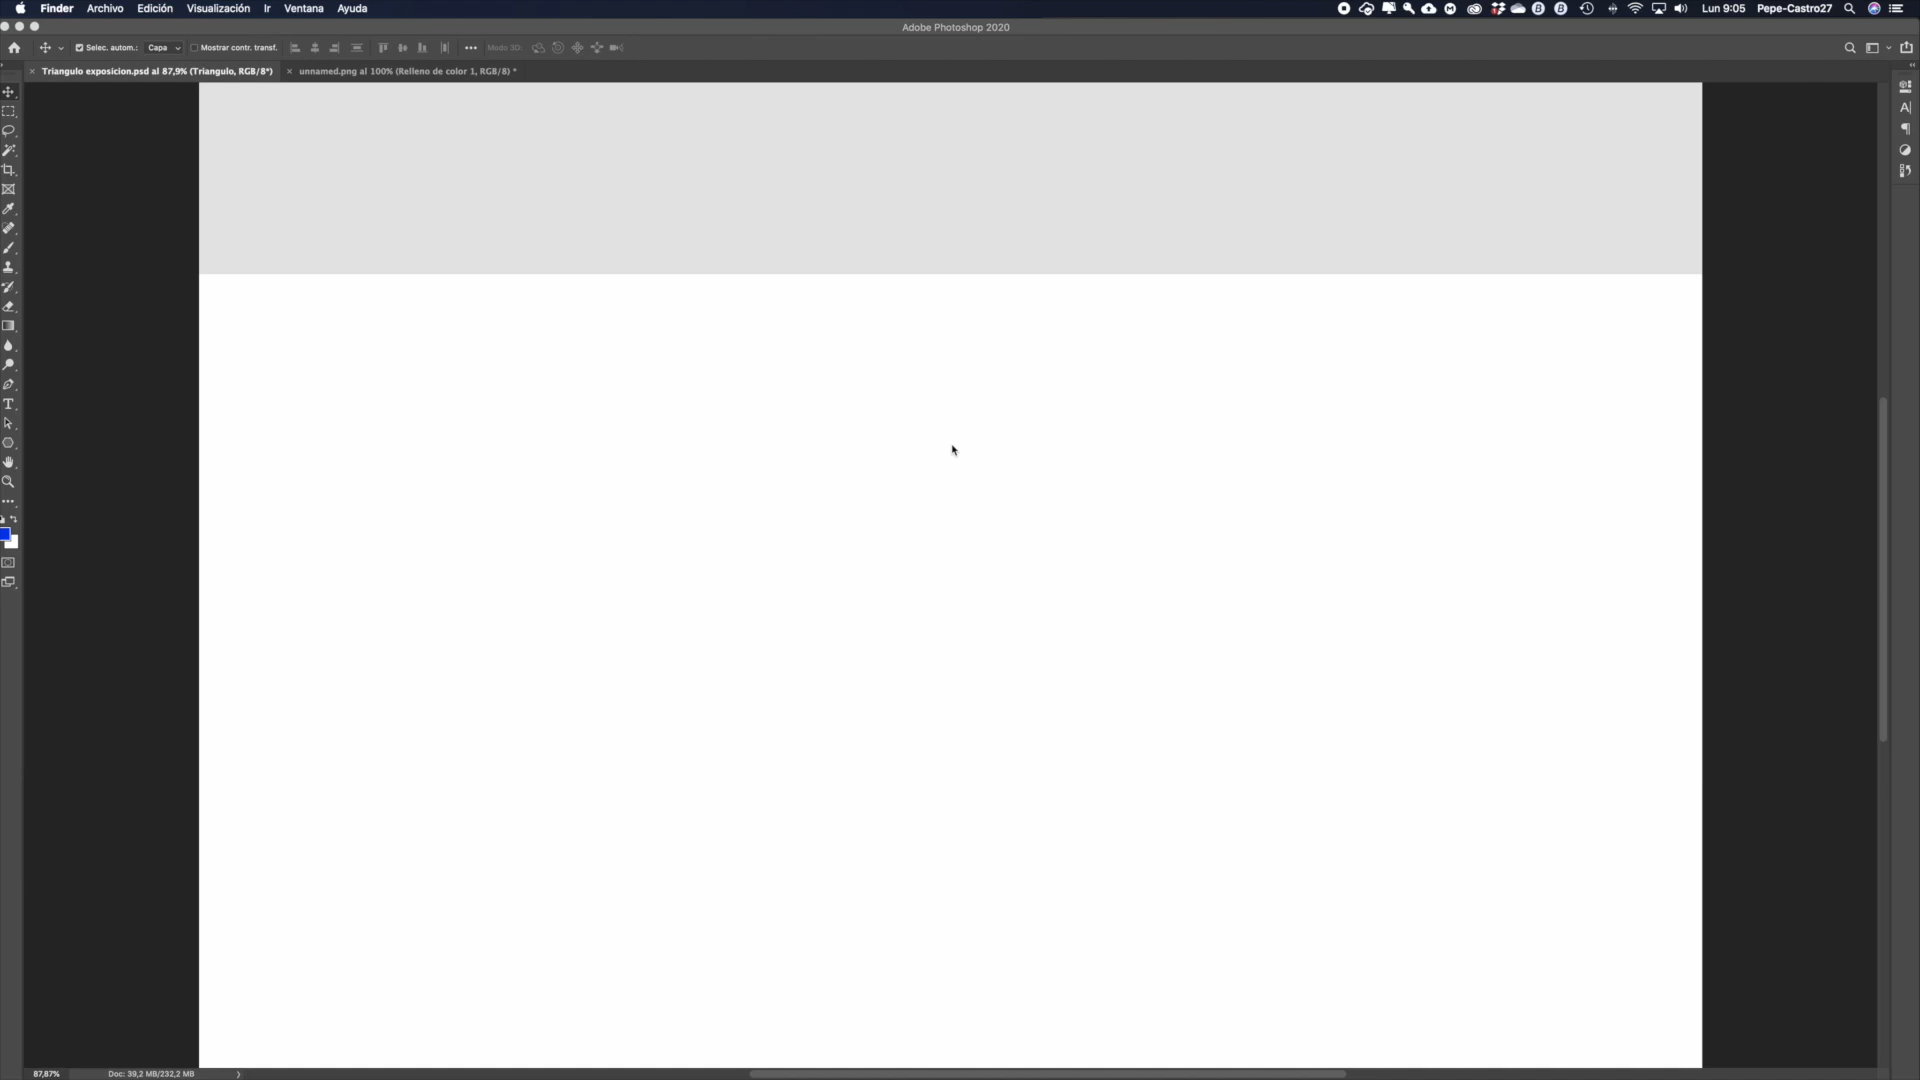 Finder Archivo Edición Visualización Ir Ventana Ayuda Lun 9:05 Pepe-Castro27
Adobe Photoshop 2020
Selec. autom.: Capa Mostrar contr. transf. Modo 3D:
Triangulo exposicion.psd al 87,9% (Triangulo, RGB/8*) unnamed.png al 100% (Relleno de color 1, RGB/8) *
87,87% Doc: 39,2 MB/232,2 MB